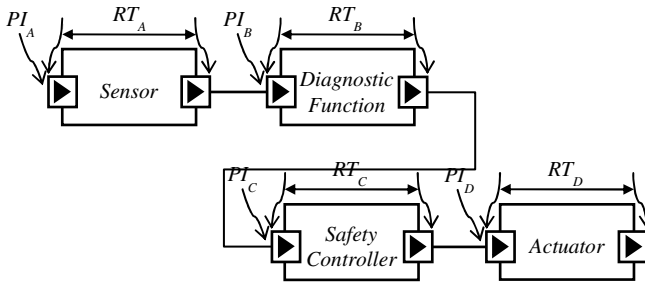 PI_A RT_A PI_B RT_B
Sensor
Diagnostic
Function
PI_C RT_C PI_D RT_D
Safety
Controller
Actuator